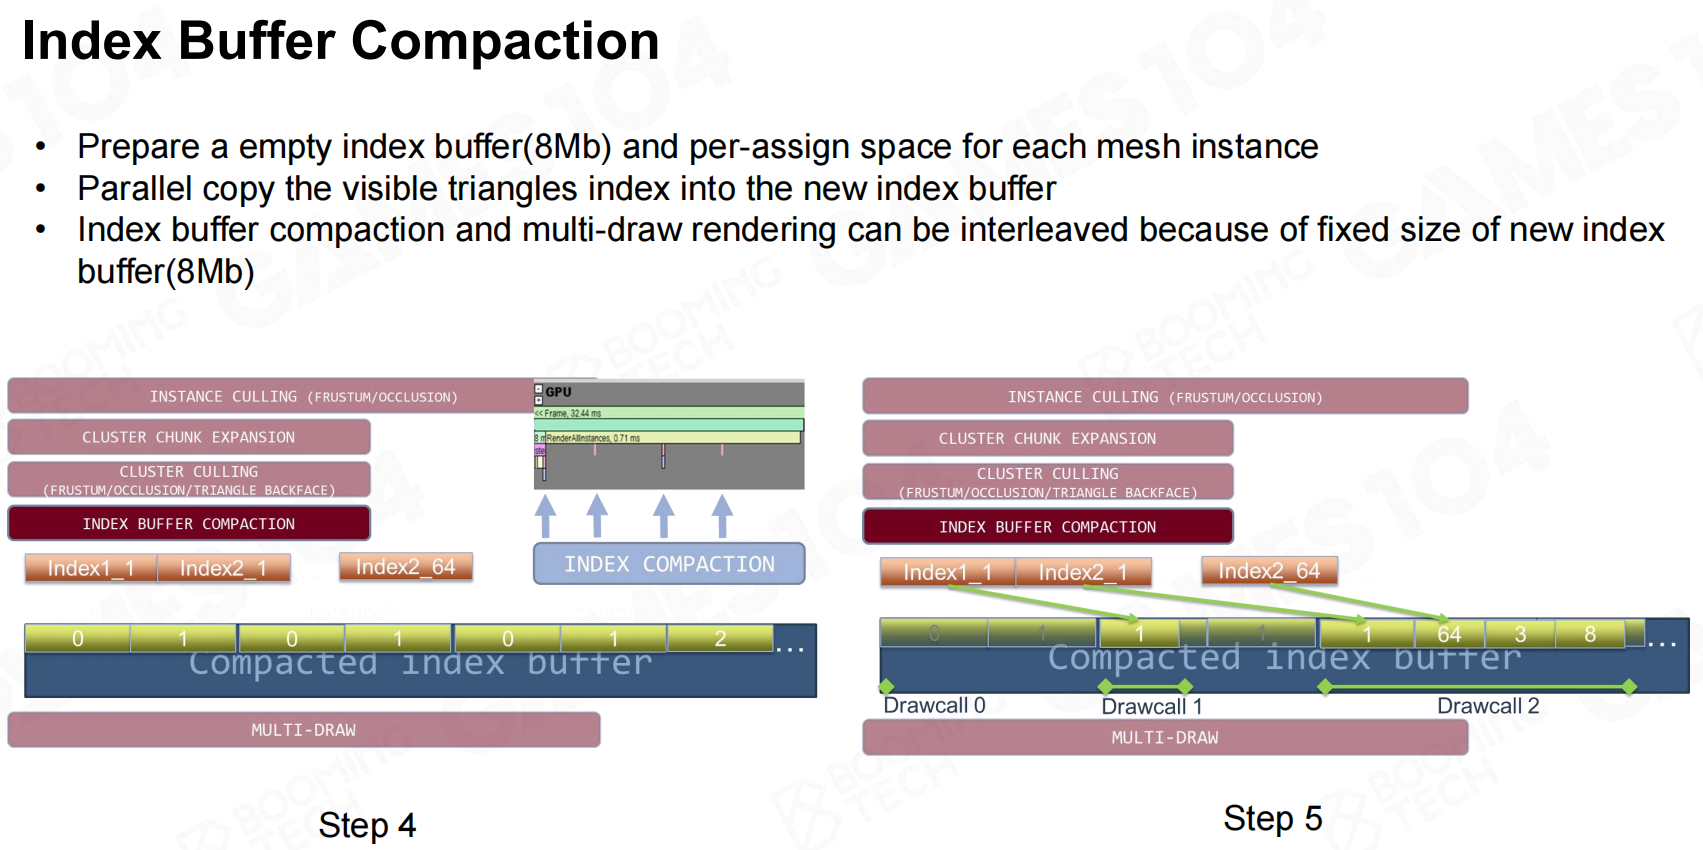 Index Buffer Compaction
• Prepare a empty index buffer(8Mb) and per-assign space for each mesh instance
• Parallel copy the visible triangles index into the new index buffer
• Index buffer compaction and multi-draw rendering can be interleaved because of fixed size of new index
buffer(8Mb)
INSTANCE CULLING (FRUSTUM/OCCLUSION)
CLUSTER CHUNK EXPANSION
CLUSTER CULLING
(FRUSTUM/OCCLUSION/TRIANGLE BACKFACE)
INDEX BUFFER COMPACTION
Index1_1 Index2_1 Index2_64
GPU
<< Frame, 32.44 ms
RenderAllInstances, 0.71 ms
INDEX COMPACTION
0 1 0 1 0 1 2 ...
Compacted index buffer
MULTI-DRAW
Step 4
INSTANCE CULLING (FRUSTUM/OCCLUSION)
CLUSTER CHUNK EXPANSION
CLUSTER CULLING
(FRUSTUM/OCCLUSION/TRIANGLE BACKFACE)
INDEX BUFFER COMPACTION
Index1_1 Index2_1 Index2_64
0 1 1 1 1 64 3 8 ...
Compacted index buffer
Drawcall 0 Drawcall 1 Drawcall 2
MULTI-DRAW
Step 5
GAMES104
BOOMING
TECH